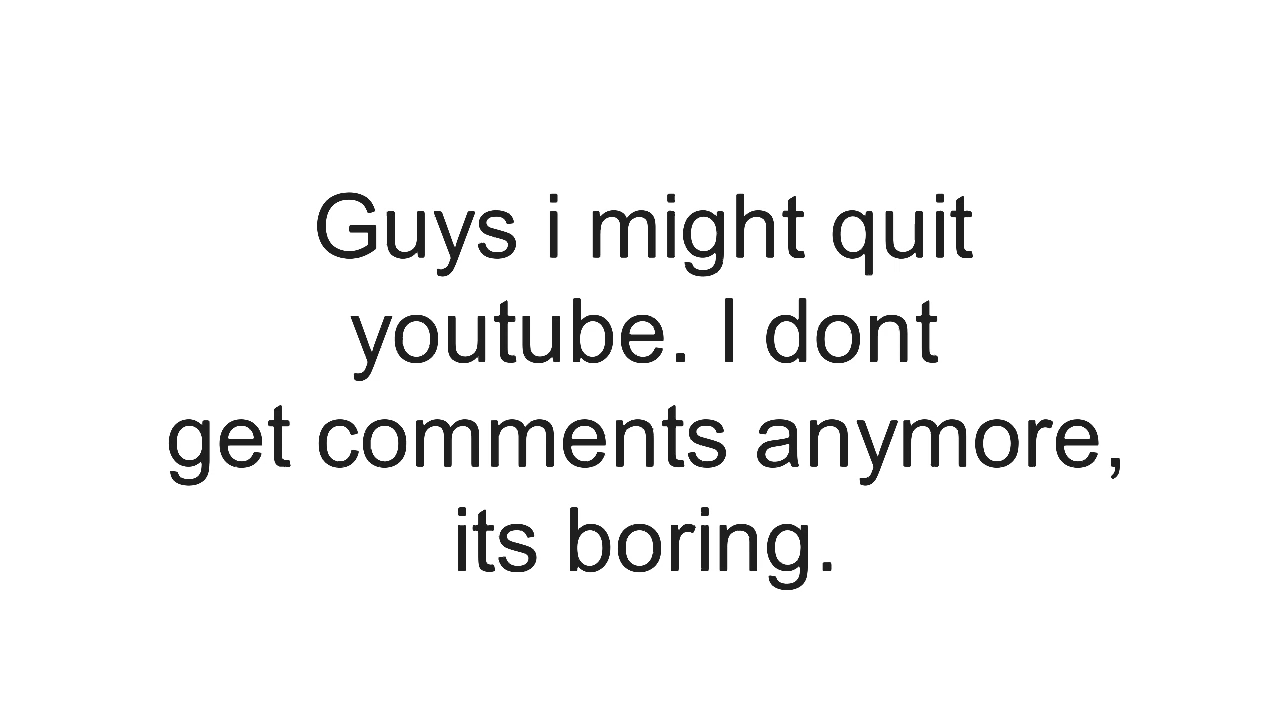 Guys i might quit
youtube. I dont
get comments anymore,
its boring.